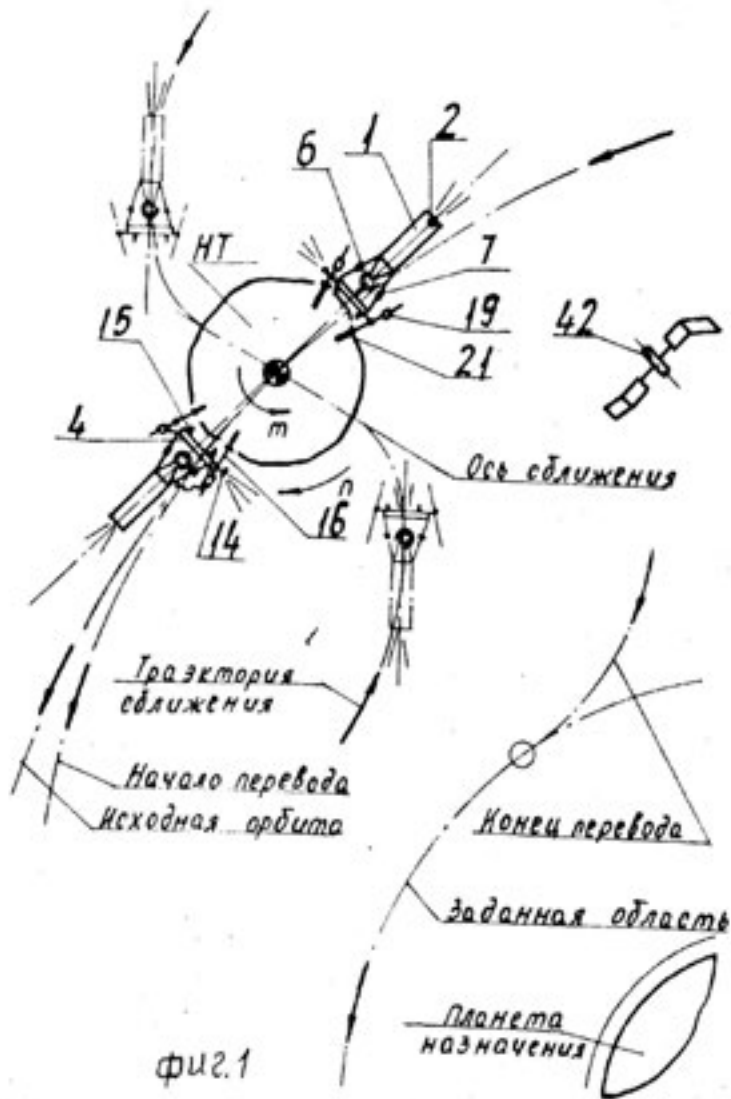 2
1
6
НТ
7
15
19
42
21
4
m
Ось сближения
n
16
14
Траэктория
сближения
Начало перевода
Исходная орбита
Конец перевода
Заданная область
Планета
назначения
фиг.1